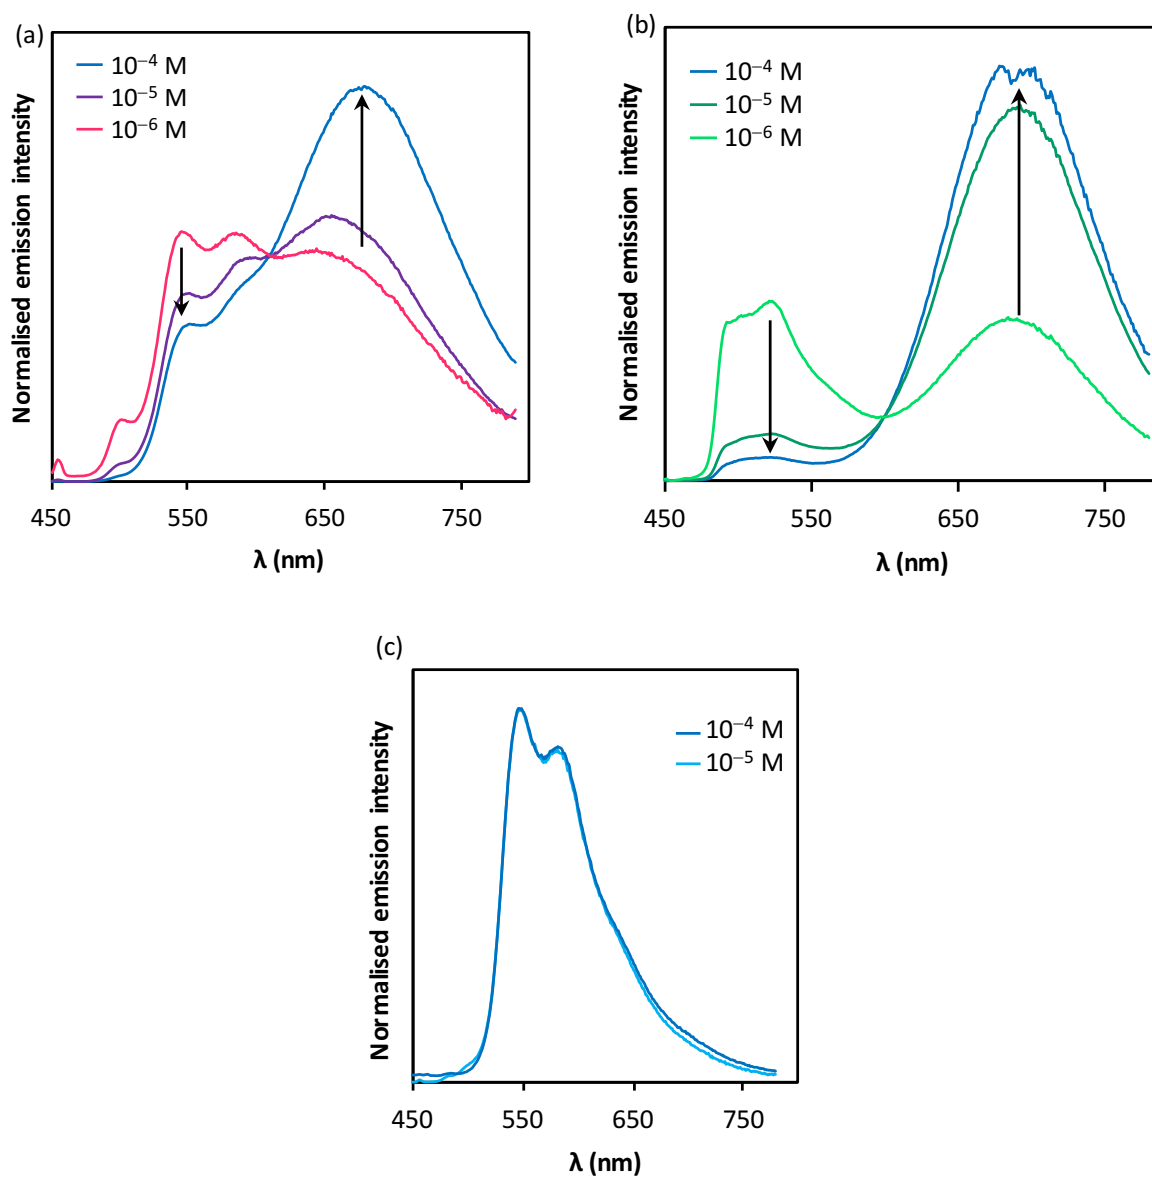 (a)
10⁻⁴ M
10⁻⁵ M
10⁻⁶ M
Normalised emission intensity
450 550 650 750
λ (nm)
(b)
10⁻⁴ M
10⁻⁵ M
10⁻⁶ M
Normalised emission intensity
450 550 650 750
λ (nm)
(c)
10⁻⁴ M
10⁻⁵ M
Normalised emission intensity
450 550 650 750
λ (nm)